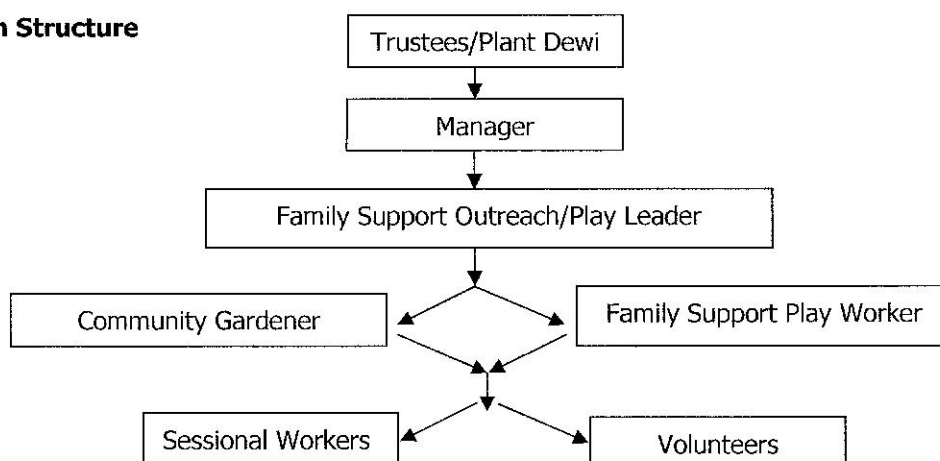 Structure
Trustees/Plant Dewi
Manager
Family Support Outreach/Play Leader
Community Gardener
Family Support Play Worker
Sessional Workers
Volunteers